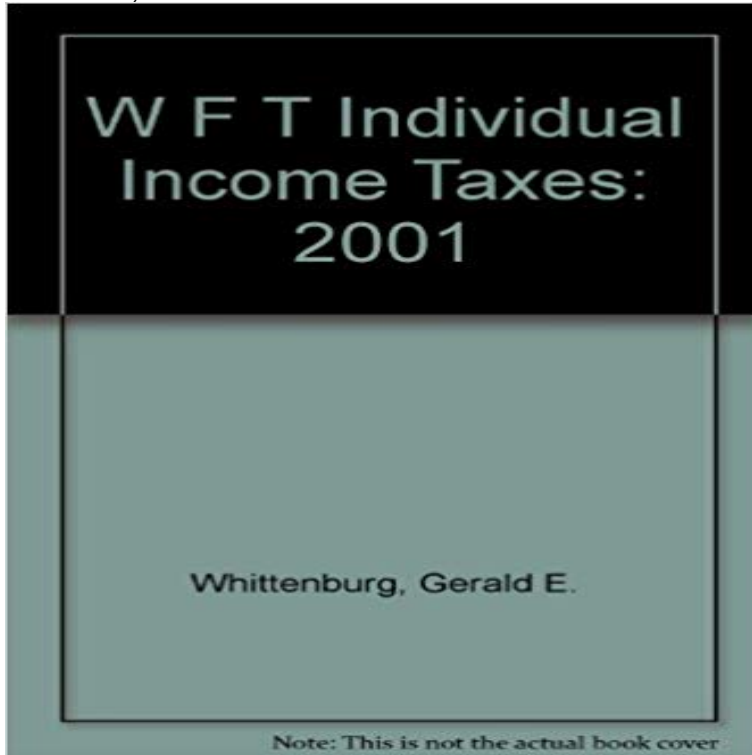 W F T Individual
Income Taxes:
2001
Whittenburg, Gerald E.
Note: This is not the actual book cover